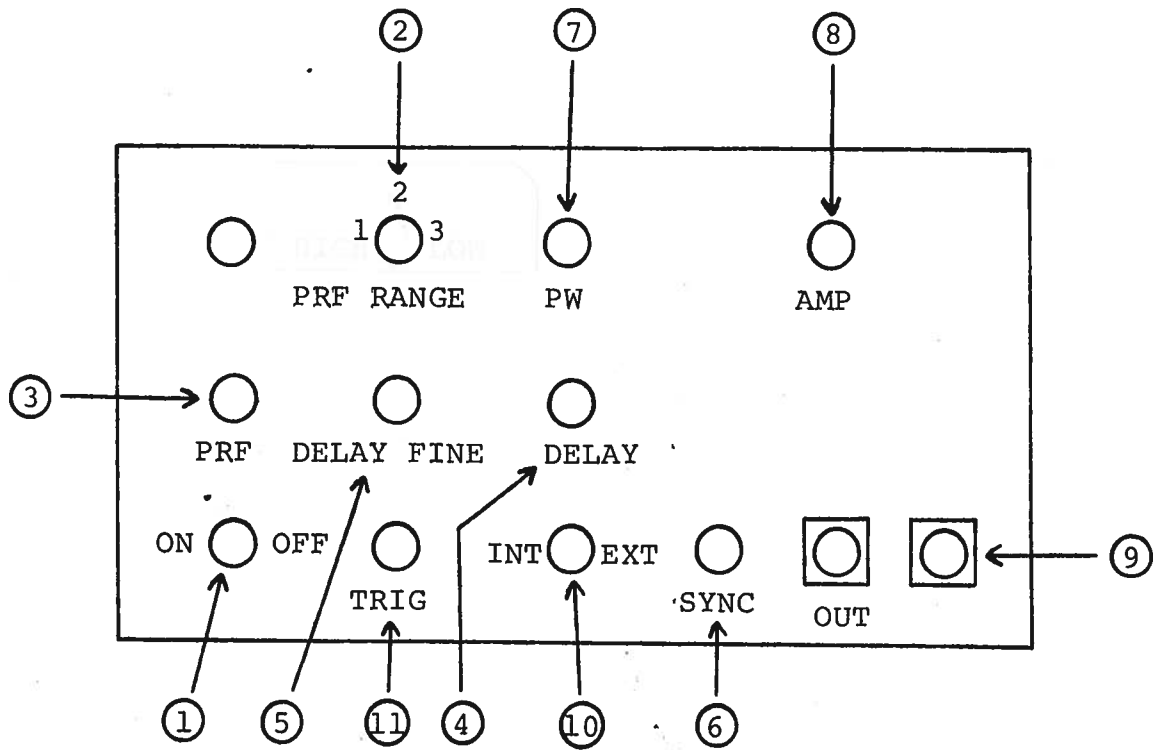 2 7 8
2
1 3
PRF RANGE PW AMP
3
PRF DELAY FINE DELAY
ON OFF INT EXT 9
TRIG SYNC OUT
1 5 11 4 10 6